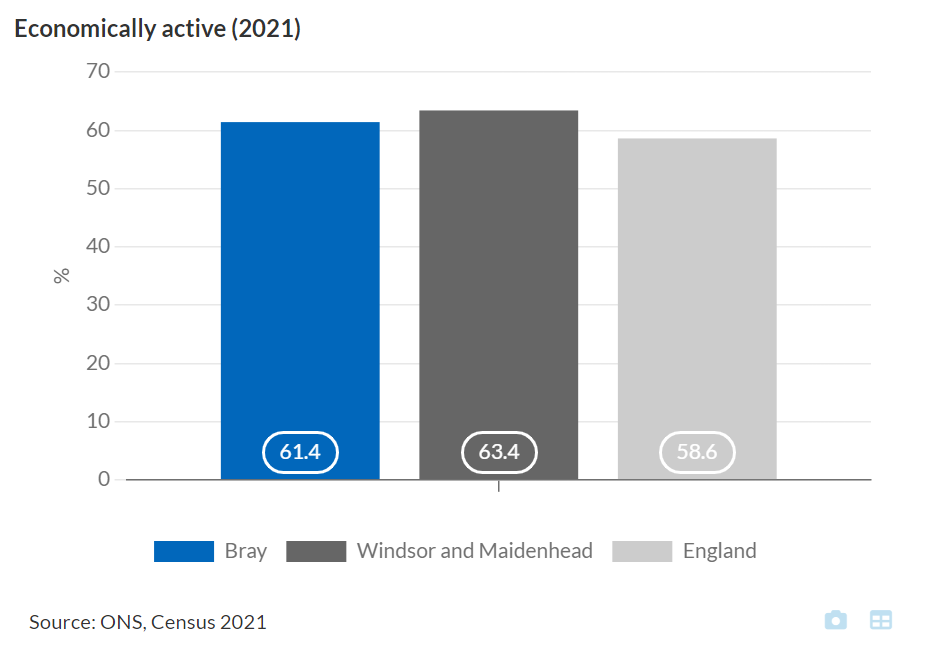 Economically active (2021)
70
60
50
40
30
20
10
0
%
61.4
63.4
58.6
Bray
Windsor and Maidenhead
England
Source: ONS, Census 2021